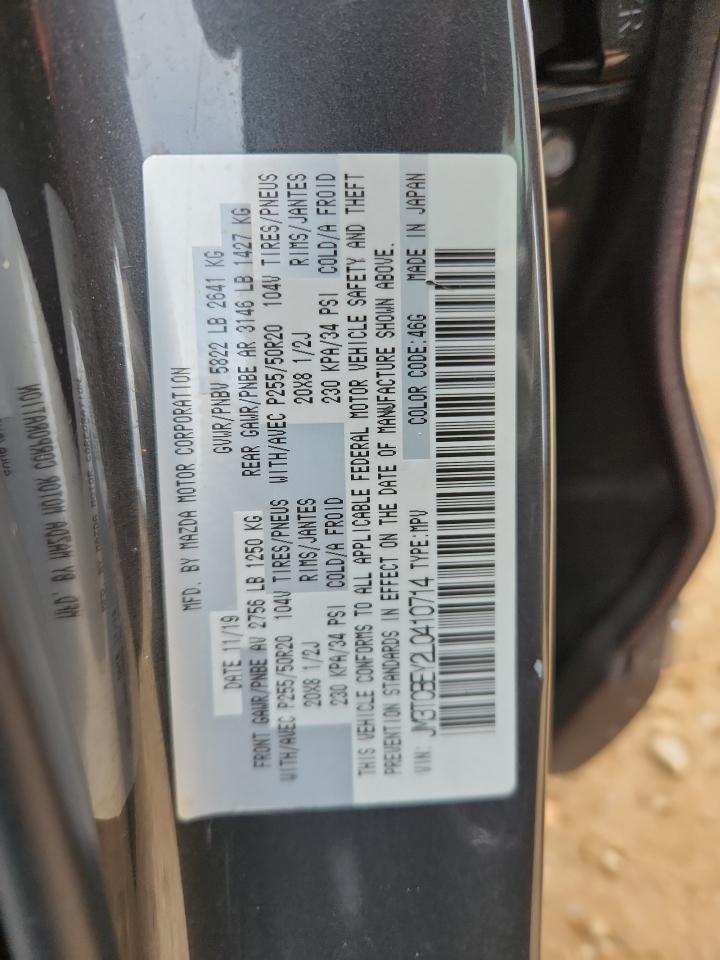 MFD. BY MAZDA MOTOR CORPORATION
DATE 11/19 GVWR/PNBV 5822 LB 2641 KG
FRONT GAWR/PNBE AV 2756 LB 1250 KG REAR GAWR/PNBE AR 3146 LB 1427 KG
WITH/AVEC P255/50R20 104V TIRES/PNEUS WITH/AVEC P255/50R20 104V TIRES/PNEUS
20X8 1/2J RIMS/JANTES 20X8 1/2J RIMS/JANTES
230 KPA/34 PSI COLD/A FROID 230 KPA/34 PSI COLD/A FROID
THIS VEHICLE CONFORMS TO ALL APPLICABLE FEDERAL MOTOR VEHICLE SAFETY AND THEFT
PREVENTION STANDARDS IN EFFECT ON THE DATE OF MANUFACTURE SHOWN ABOVE.
VIN: JM3TCBEY2L0410714 TYPE:MPV COLOR CODE:46G MADE IN JAPAN